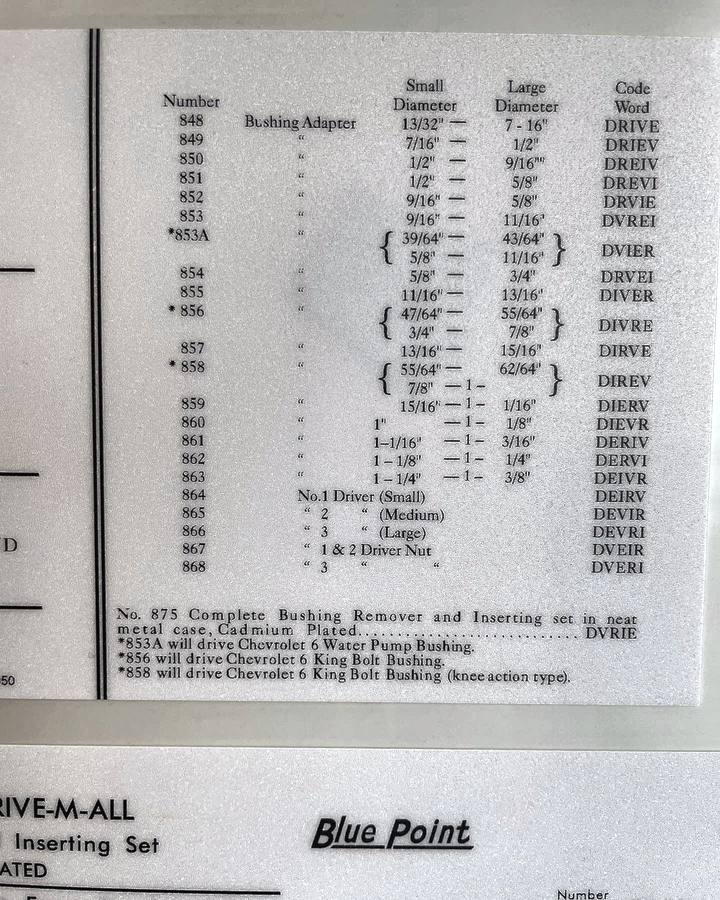 Small Large Code
Number Diameter Diameter Word
848 Bushing Adapter 13/32" — 7 - 16" DRIVE
849 “ 7/16" — 1/2" DRIEV
850 “ 1/2" — 9/16"" DREIV
851 “ 1/2" — 5/8" DREVI
852 “ 9/16" — 5/8" DRVIE
853 “ 9/16" — 11/16" DVREI
*853A “ { 39/64" — 43/64" } DVIER
5/8" — 11/16"
854 “ 5/8" — 3/4" DRVEI
855 “ 11/16" — 13/16" DIVER
* 856 “ { 47/64" — 55/64" } DIVRE
3/4" — 7/8"
857 “ 13/16" — 15/16" DIRVE
* 858 “ { 55/64" — 62/64" } DIREV
7/8" — 1 –
859 “ 15/16" — 1 – 1/16" DIERV
860 “ 1" — 1 – 1/8" DIEVR
861 “ 1–1/16" — 1 – 3/16" DERIV
862 “ 1 – 1/8" — 1 – 1/4" DERVI
863 “ 1 – 1/4" — 1 – 3/8" DEIVR
864 No.1 Driver (Small) DEIRV
865 “ 2 “ (Medium) DEVIR
866 “ 3 “ (Large) DEVRI
867 “ 1 & 2 Driver Nut DVEIR
868 “ 3 “ “ DVERI
D
No. 875 Complete Bushing Remover and Inserting set in neat
metal case, Cadmium Plated............................ DVRIE
*853A will drive Chevrolet 6 Water Pump Bushing.
*856 will drive Chevrolet 6 King Bolt Bushing.
*858 will drive Chevrolet 6 King Bolt Bushing (knee action type).
50
RIVE-M-ALL
Inserting Set
ATED
Blue Point
Number